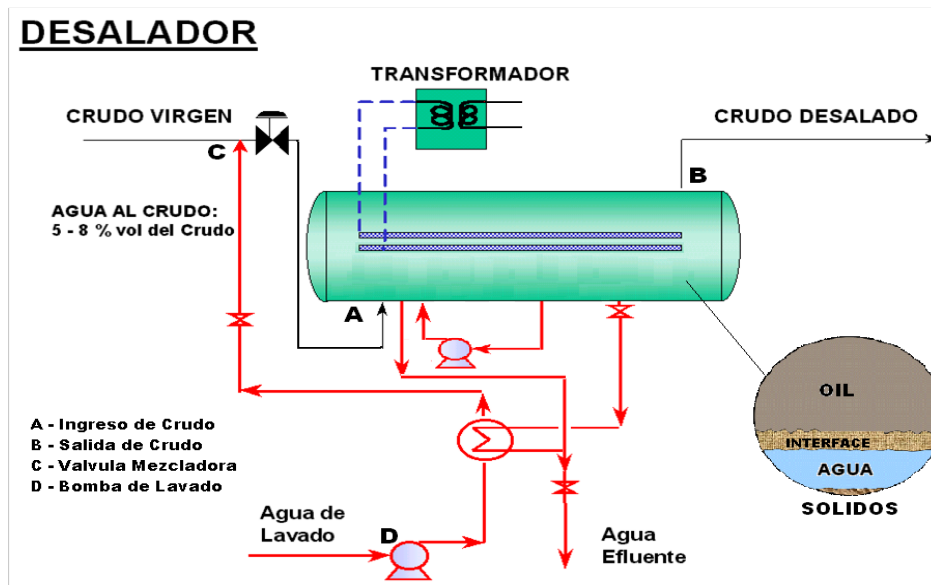 DESALADOR
TRANSFORMADOR
CRUDO VIRGEN
CRUDO DESALADO
C
B
AGUA AL CRUDO:
5 - 8 % vol del Crudo
A
OIL
INTERFACE
AGUA
SOLIDOS
A - Ingreso de Crudo
B - Salida de Crudo
C - Valvula Mezcladora
D - Bomba de Lavado
Agua de
Lavado
D
Agua
Efluente